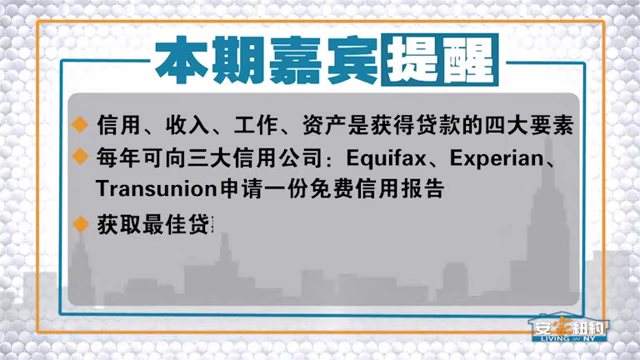 本期嘉宾提醒
信用、收入、工作、资产是获得贷款的四大要素
每年可向三大信用公司：Equifax、Experian、
Transunion申请一份免费信用报告
获取最佳贷
安家纽约
LIVING in NY